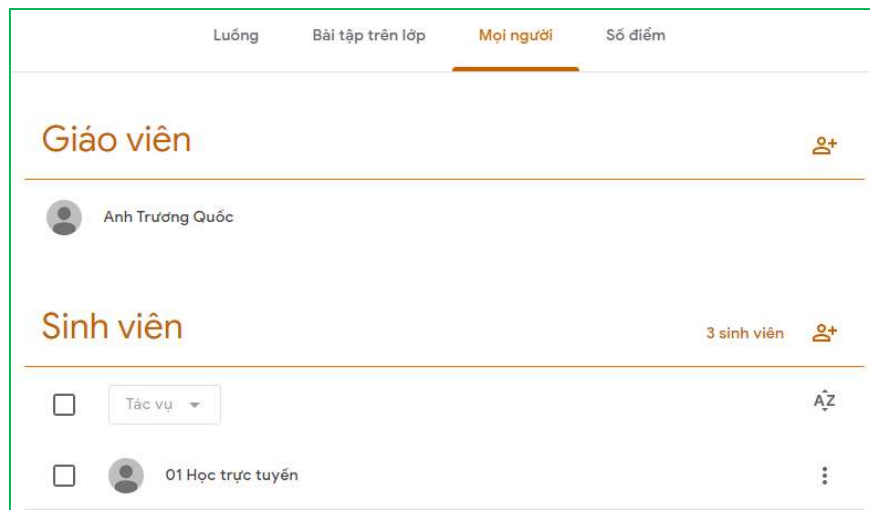 Luồng Bài tập trên lớp Mọi người Số điểm
Giáo viên
Anh Trương Quốc
Sinh viên
3 sinh viên
Tác vụ
AZ
01 Học trực tuyến